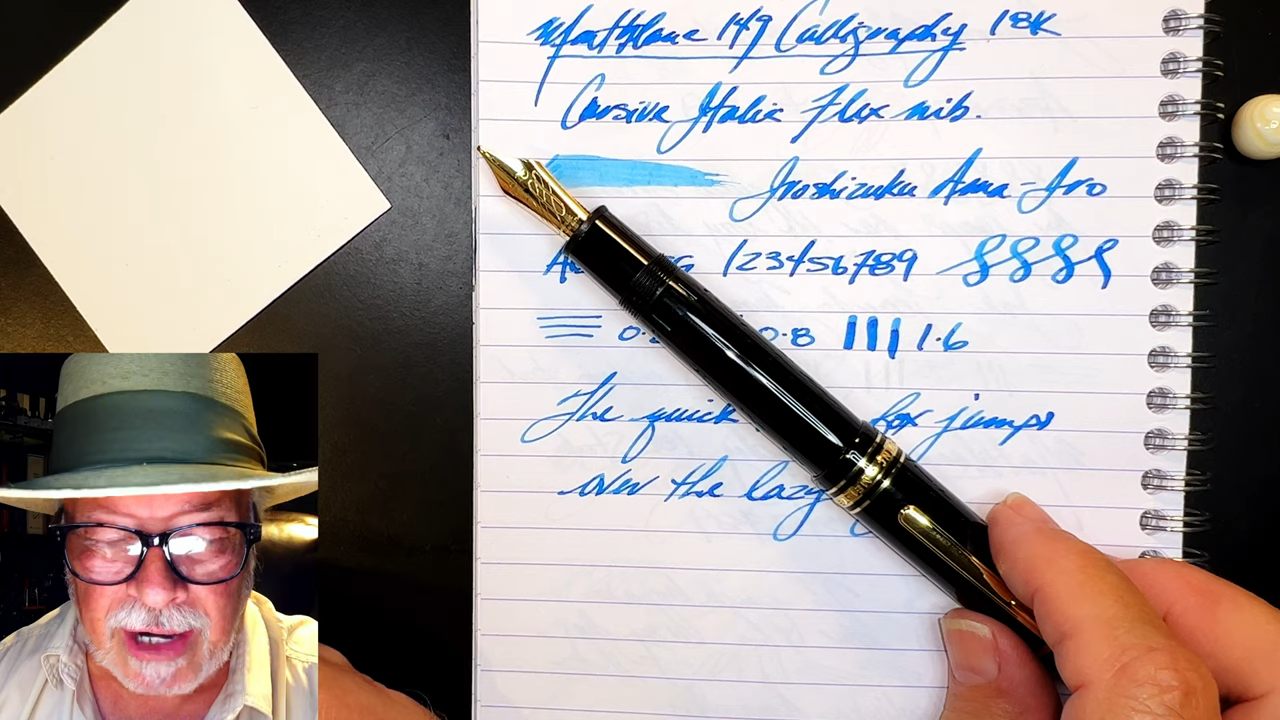 Montblanc 149 Calligraphy 18K
Cursive Italic Flex nib.
Iroshizuku Ama-Iro
123456789
0.8 1.6
The quick fox jumps
over the lazy